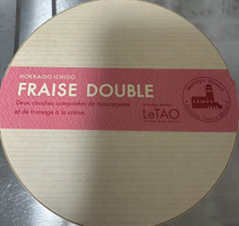 HOKKAIDO ICHIGO
FRAISE DOUBLE
Deux couches composées de mascarpone
et de fromage à la crème.
LeTAO